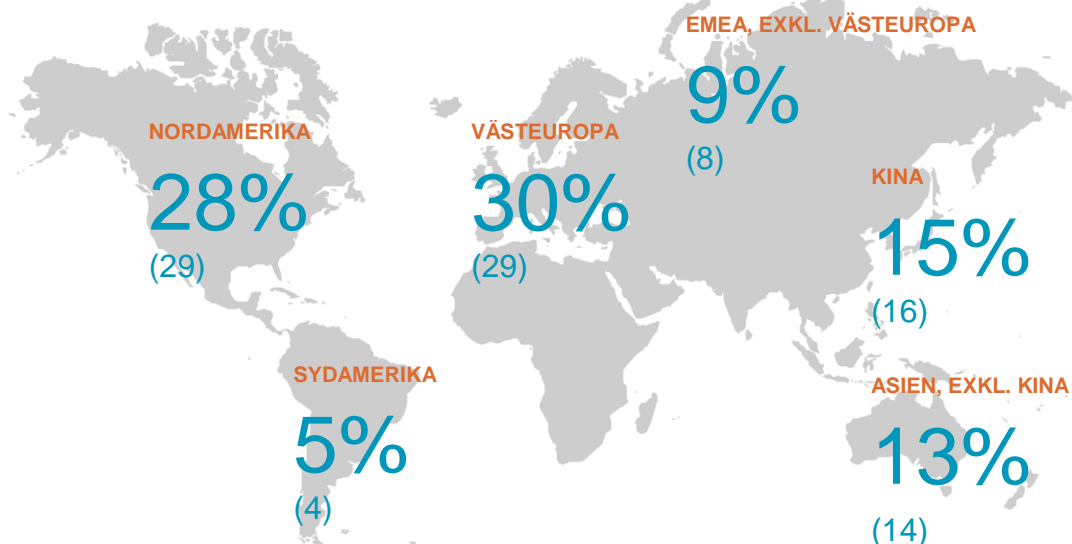 EMEA, EXKL. VÄSTEUROPA
9%
(8)
NORDAMERIKA
28%
(29)
VÄSTEUROPA
30%
(29)
KINA
15%
(16)
SYDAMERIKA
5%
(4)
ASIEN, EXKL. KINA
13%
(14)